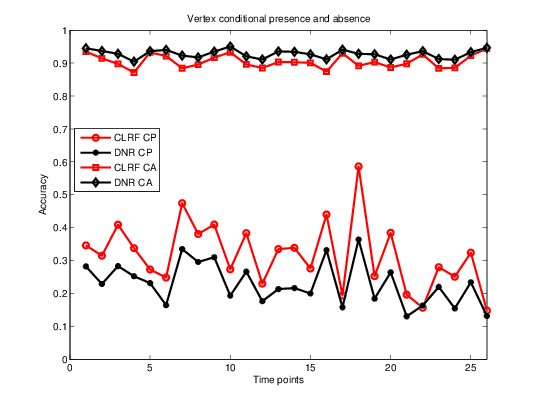 Vertex conditional presence and absence
1
0.9
0.8
0.7
0.6
0.5
0.4
0.3
0.2
0.1
0
Accuracy
CLRF CP
DNR CP
CLRF CA
DNR CA
0 5 10 15 20 25
Time points